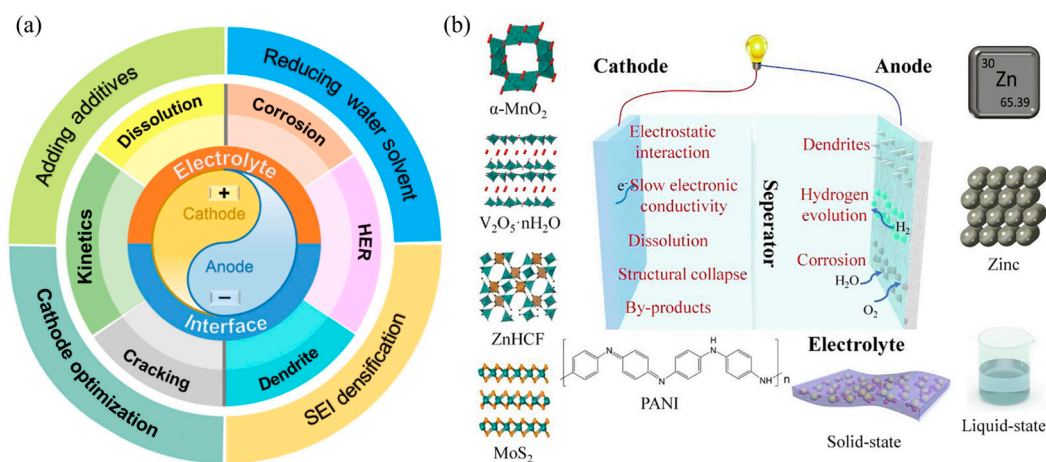 (a)
Adding additives
Reducing water solvent
Cathode optimization
SEI densification
Dissolution
Corrosion
Kinetics
HER
Cracking
Dendrite
Electrolyte
+
Cathode
Anode
−
Interface
(b)
α-MnO₂
V₂O₅·nH₂O
ZnHCF
MoS₂
Cathode
Anode
Electrostatic
interaction
e⁻
Slow electronic
conductivity
Dissolution
Structural collapse
By-products
Seperator
Dendrites
Hydrogen
evolution
H₂
Corrosion
H₂O
O₂
30
Zn
65.39
Zinc
N
N
H
N
NH
n
PANI
Electrolyte
Solid-state
Liquid-state